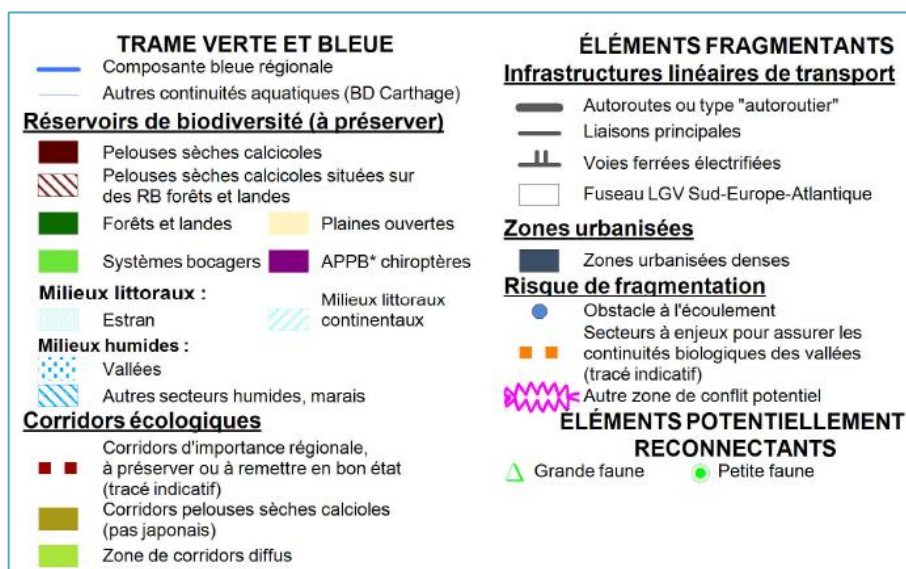 TRAME VERTE ET BLEUE
Composante bleue régionale
Autres continuités aquatiques (BD Carthage)
Réservoirs de biodiversité (à préserver)
Pelouses sèches calcicoles
Pelouses sèches calcicoles situées sur
des RB forêts et landes
Forêts et landes
Plaines ouvertes
Systèmes bocagers
APPB* chiroptères
Milieux littoraux :
Estran
Milieux littoraux
continentaux
Milieux humides :
Vallées
Autres secteurs humides, marais
Corridors écologiques
Corridors d'importance régionale,
à préserver ou à remettre en bon état
(tracé indicatif)
Corridors pelouses sèches calcioles
(pas japonais)
Zone de corridors diffus
ÉLÉMENTS FRAGMENTANTS
Infrastructures linéaires de transport
Autoroutes ou type "autoroutier"
Liaisons principales
Voies ferrées électrifiées
Fuseau LGV Sud-Europe-Atlantique
Zones urbanisées
Zones urbanisées denses
Risque de fragmentation
Obstacle à l'écoulement
Secteurs à enjeux pour assurer les
continuités biologiques des vallées
(tracé indicatif)
Autre zone de conflit potentiel
ÉLÉMENTS POTENTIELLEMENT
RECONNECTANTS
Grande faune
Petite faune